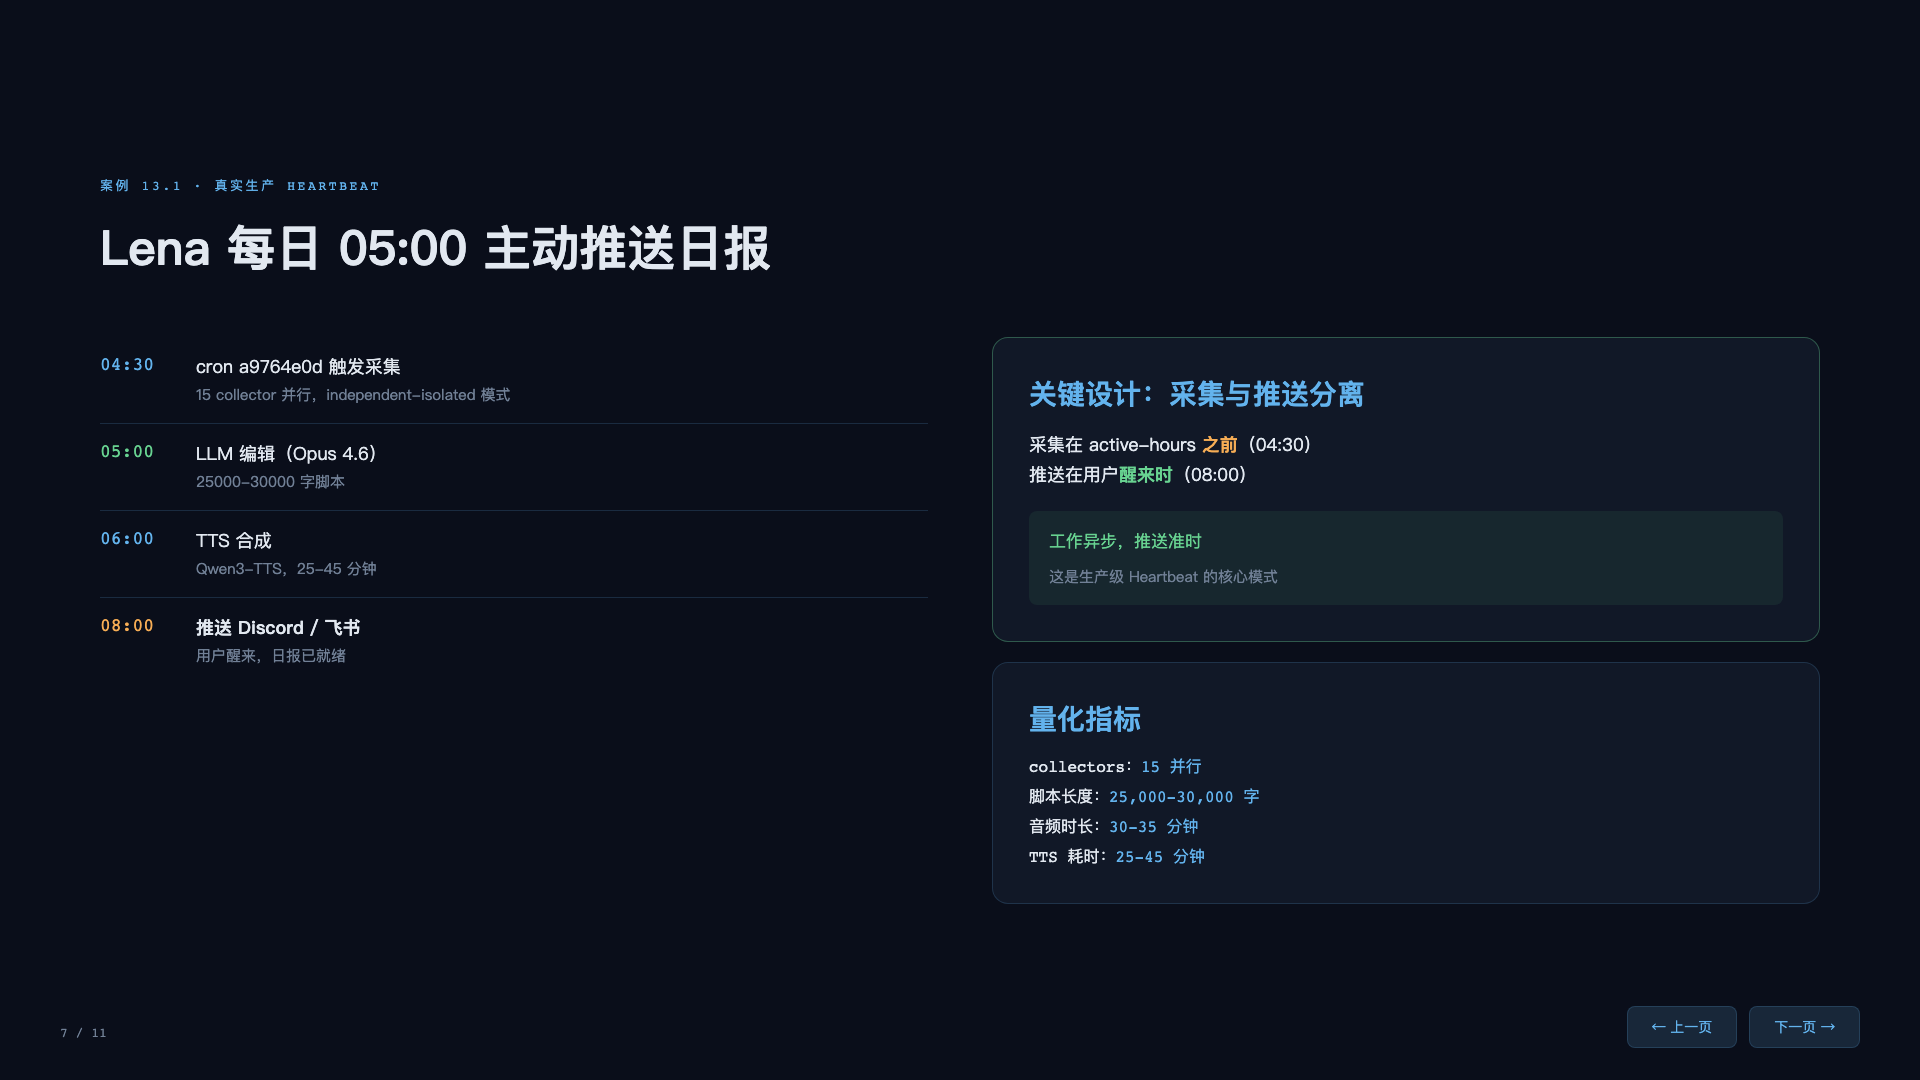 案例 13.1 · 真实生产 HEARTBEAT
Lena 每日 05:00 主动推送日报
04:30
cron a9764e0d 触发采集
15 collector 并行，independent-isolated 模式
05:00
LLM 编辑（Opus 4.6）
25000-30000 字脚本
06:00
TTS 合成
Qwen3-TTS，25-45 分钟
08:00
推送 Discord / 飞书
用户醒来，日报已就绪
关键设计：采集与推送分离
采集在 active-hours 之前（04:30）
推送在用户醒来时（08:00）
工作异步，推送准时
这是生产级 Heartbeat 的核心模式
量化指标
collectors: 15 并行
脚本长度: 25,000-30,000 字
音频时长: 30-35 分钟
TTS 耗时: 25-45 分钟
7 / 11
← 上一页
下一页 →